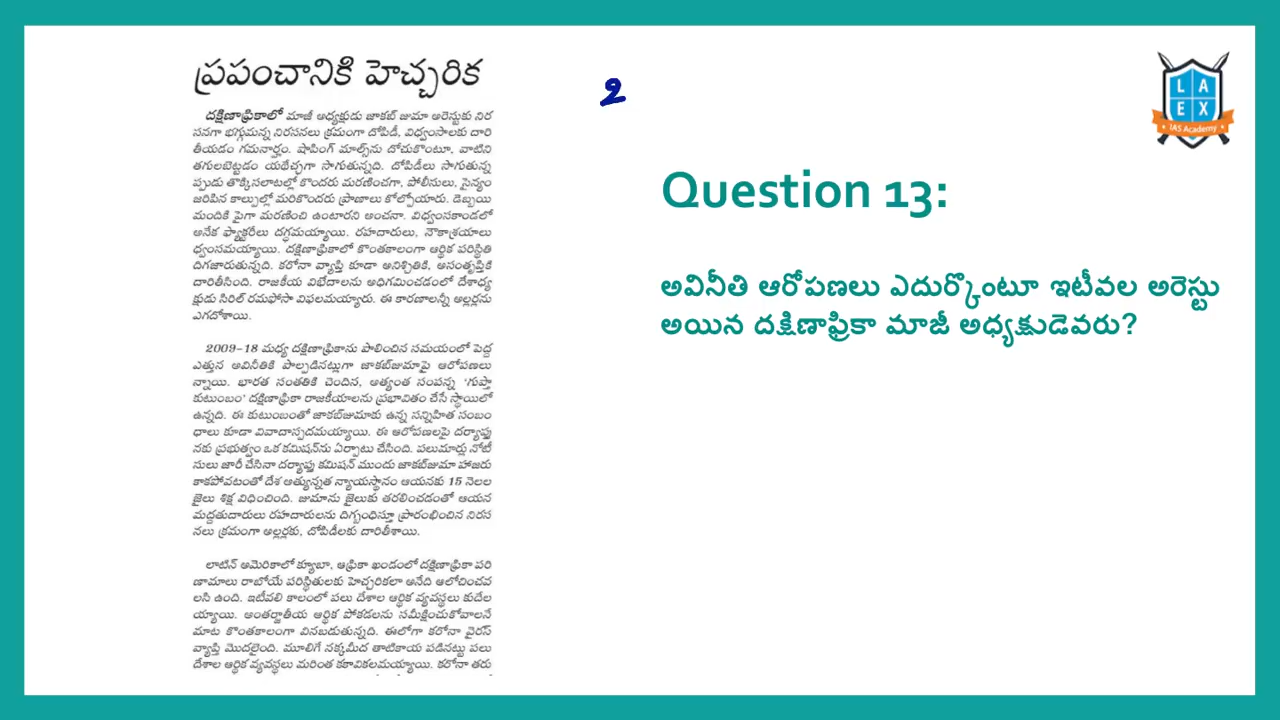 ప్రపంచానికి హెచ్చరిక
దక్షిణాఫ్రికాలో మాజీ అధ్యక్షుడు జాకబ్ జుమా అరెస్టుకు నిర
సనగా భగ్గుమన్న నిరసనలు క్రమంగా దోపిడీ, విధ్వంసాలకు దారి
తీయడం గమనార్హం. షాపింగ్ మాల్స్‌ను దోచుకొంటూ, వాటిని
తగులబెట్టడం యథేచ్ఛగా సాగుతున్నది. దోపిడీలు సాగుతున్న
ప్పుడు తొక్కిసలాటల్లో కొందరు మరణించగా, పోలీసులు, సైన్యం
జరిపిన కాల్పుల్లో మరికొందరు ప్రాణాలు కోల్పోయారు. డెబ్బయి
మందికి పైగా మరణించి ఉంటారని అంచనా. విధ్వంసకాండలో
అనేక ఫ్యాక్టరీలు దగ్ధమయ్యాయి. రహదారులు, నౌకాశ్రయాలు
ధ్వంసమయ్యాయి. దక్షిణాఫ్రికాలో కొంతకాలంగా ఆర్థిక పరిస్థితి
దిగజారుతున్నది. కరోనా వ్యాప్తి కూడా అనిశ్చితికి, అసంతృప్తికి
దారితీసింది. రాజకీయ విభేదాలను అధిగమించడంలో దేశాధ్య
క్షుడు సిరిల్ రమఫోసా విఫలమయ్యారు. ఈ కారణాలన్నీ అల్లర్లను
ఎగదోశాయి.
2009-18 మధ్య దక్షిణాఫ్రికాను పాలించిన సమయంలో పెద్ద
ఎత్తున అవినీతికి పాల్పడినట్లుగా జాకబ్‌జుమాపై ఆరోపణలు
న్నాయి. భారత సంతతికి చెందిన, అత్యంత సంపన్న ‘గుప్తా
కుటుంబం’ దక్షిణాఫ్రికా రాజకీయాలను ప్రభావితం చేసే స్థాయిలో
ఉన్నది. ఈ కుటుంబంతో జాకబ్‌జుమాకు ఉన్న సన్నిహిత సంబం
ధాలు కూడా వివాదాస్పదమయ్యాయి. ఈ ఆరోపణలపై దర్యాప్తు
నకు ప్రభుత్వం ఒక కమిషన్‌ను ఏర్పాటు చేసింది. పలుమార్లు నోటీ
సులు జారీ చేసినా దర్యాప్తు కమిషన్ ముందు జాకబ్‌జుమా హాజరు
కాకపోవటంతో దేశ అత్యున్నత న్యాయస్థానం ఆయనకు 15 నెలల
జైలు శిక్ష విధించింది. జుమాను జైలుకు తరలించడంతో ఆయన
మద్దతుదారులు రహదారులను దిగ్బంధిస్తూ ప్రారంభించిన నిరస
నలు క్రమంగా అల్లర్లకు, దోపిడీలకు దారితీశాయి.
లాటిన్ అమెరికాలో క్యూబా, ఆఫ్రికా ఖండంలో దక్షిణాఫ్రికా పరి
ణామాలు రాబోయే పరిస్థితులకు హెచ్చరికలా అనేది ఆలోచించవ
లసి ఉంది. ఇటీవలి కాలంలో పలు దేశాల ఆర్థిక వ్యవస్థలు కుదేల
య్యాయి. అంతర్జాతీయ ఆర్థిక పోకడలను సమీక్షించుకోవాలనే
మాట కొంతకాలంగా వినబడుతున్నది. ఈలోగా కరోనా వైరస్
వ్యాప్తి మొదలైంది. మూలిగే నక్కమీద తాటికాయ పడినట్టు పలు
దేశాల ఆర్థిక వ్యవస్థలు మరింత కకావికలమయ్యాయి. కరోనా తరు
2
LA
EX
IAS Academy
Question 13:
అవినీతి ఆరోపణలు ఎదుర్కొంటూ ఇటీవల అరెస్టు
అయిన దక్షిణాఫ్రికా మాజీ అధ్యక్షుడెవరు?